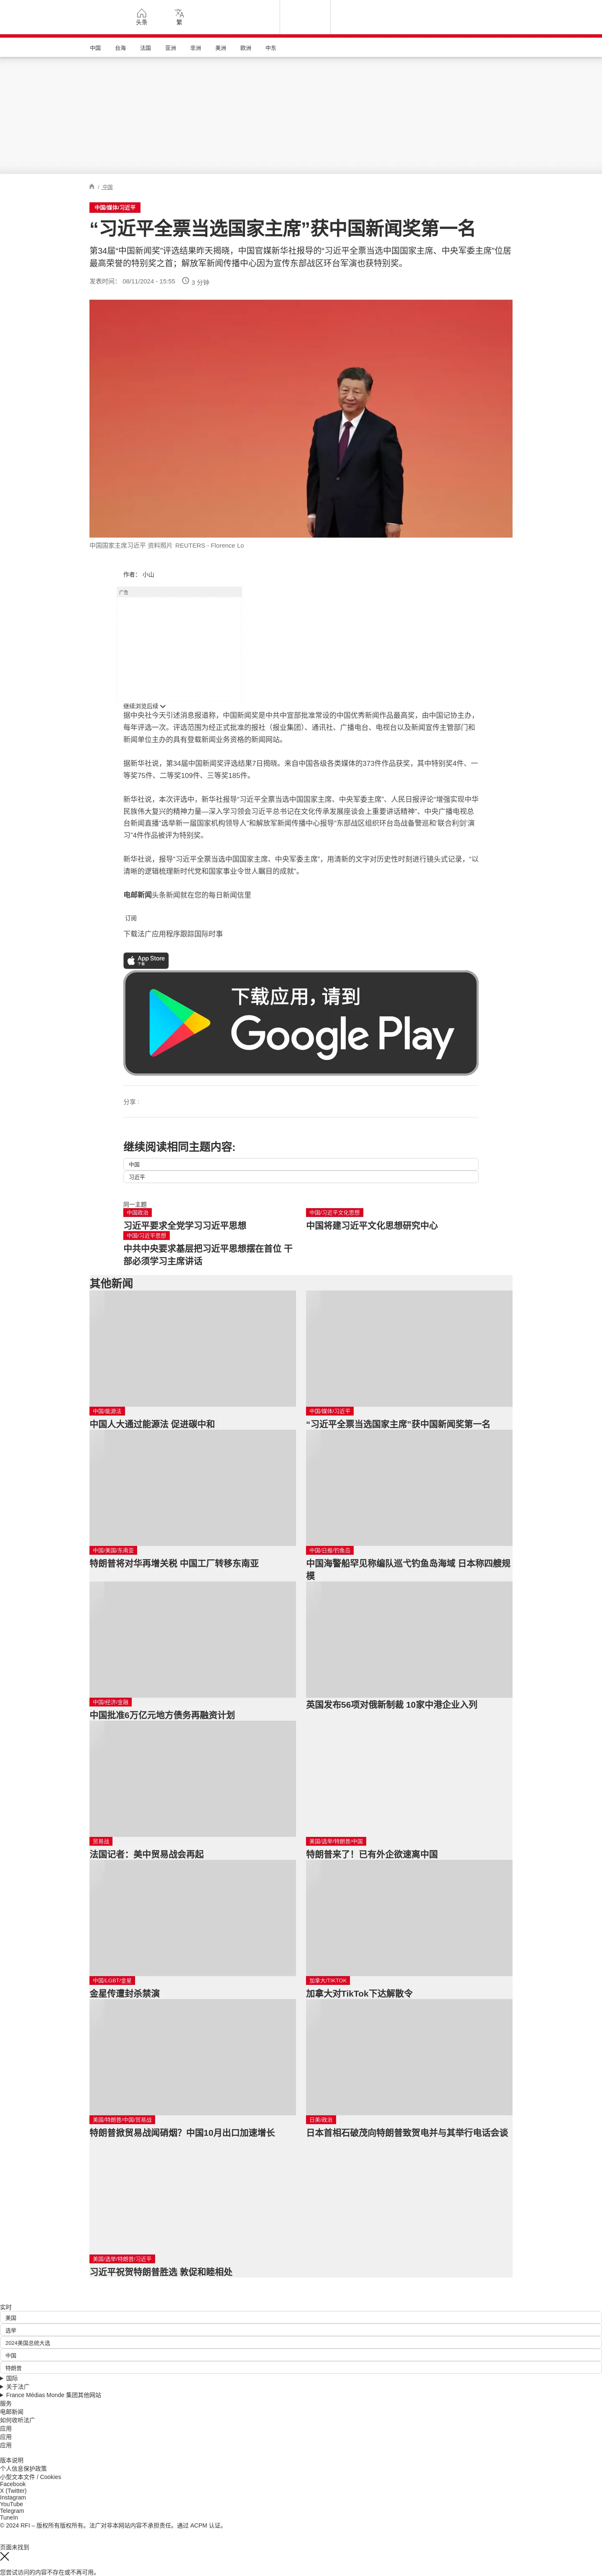 头条
繁
中国
台海
法国
亚洲
非洲
美洲
欧洲
中东
/ 中国
中国/媒体/习近平
“习近平全票当选国家主席”获中国新闻奖第一名
第34届“中国新闻奖”评选结果昨天揭晓，中国官媒新华社报导的“习近平全票当选中国国家主席、中央军委主席”位居
最高荣誉的特别奖之首；解放军新闻传播中心因为宣传东部战区环台军演也获特别奖。
发表时间： 08/11/2024 - 15:55 3 分钟
中国国家主席习近平 资料照片 REUTERS - Florence Lo
作者： 小山
广告
继续浏览后续
据中央社今天引述消息报道称，中国新闻奖是中共中宣部批准常设的中国优秀新闻作品最高奖，由中国记协主办，
每年评选一次。评选范围为经正式批准的报社（报业集团）、通讯社、广播电台、电视台以及新闻宣传主管部门和
新闻单位主办的具有登载新闻业务资格的新闻网站。
据新华社说，第34届中国新闻奖评选结果7日揭晓。来自中国各级各类媒体的373件作品获奖，其中特别奖4件、一
等奖75件、二等奖109件、三等奖185件。
新华社说，本次评选中，新华社报导“习近平全票当选中国国家主席、中央军委主席”、人民日报评论“增强实现中华
民族伟大复兴的精神力量—深入学习领会习近平总书记在文化传承发展座谈会上重要讲话精神”、中央广播电视总
台新闻直播“选举新一届国家机构领导人”和解放军新闻传播中心报导“东部战区组织环台岛战备警巡和‘联合利剑’演
习”4件作品被评为特别奖。
新华社说，报导“习近平全票当选中国国家主席、中央军委主席”，用清新的文字对历史性时刻进行镜头式记录，“以
清晰的逻辑梳理新时代党和国家事业令世人瞩目的成就”。
电邮新闻头条新闻就在您的每日新闻信里
订阅
下载法广应用程序跟踪国际时事
App Store
下载
下载应用，请到
Google Play
分享 :
继续阅读相同主题内容:
中国
习近平
同一主题
中国政治
习近平要求全党学习习近平思想
中国/习近平文化思想
中国将建习近平文化思想研究中心
中国/习近平思想
中共中央要求基层把习近平思想摆在首位 干
部必须学习主席讲话
其他新闻
中国/能源法
中国人大通过能源法 促进碳中和
中国/媒体/习近平
“习近平全票当选国家主席”获中国新闻奖第一名
中国/美国/东南亚
特朗普将对华再增关税 中国工厂转移东南亚
中国/日俄/钓鱼岛
中国海警船罕见称编队巡弋钓鱼岛海域 日本称四艘规
模
中国/经济/金融
中国批准6万亿元地方债务再融资计划
英国发布56项对俄新制裁 10家中港企业入列
贸易战
法国记者：美中贸易战会再起
美国/选举/特朗普/中国
特朗普来了！已有外企欲速离中国
中国/LGBT/金星
金星传遭封杀禁演
加拿大/TIKTOK
加拿大对TikTok下达解散令
美国/特朗普/中国/贸易战
特朗普掀贸易战闻硝烟？中国10月出口加速增长
日美/政治
日本首相石破茂向特朗普致贺电并与其举行电话会谈
美国/选举/特朗普/习近平
习近平祝贺特朗普胜选 敦促和睦相处
实时
美国
选举
2024美国总统大选
中国
特朗普
国际
关于法广
France Médias Monde 集团其他网站
服务
电邮新闻
如何收听法广
应用
应用
应用
版本说明
个人信息保护政策
小型文本文件 / Cookies
Facebook
X (Twitter)
Instagram
YouTube
Telegram
TuneIn
© 2024 RFI – 版权所有版权所有。法广对非本网站内容不承担责任。通过 ACPM 认证。
页面未找到
您尝试访问的内容不存在或不再可用。